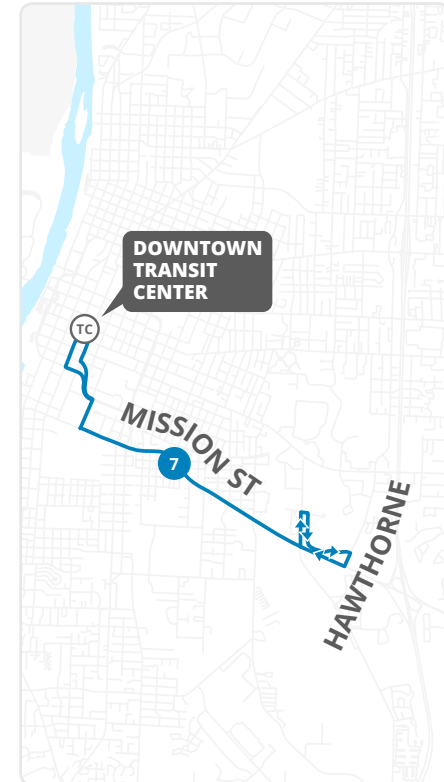 DOWNTOWN
TRANSIT
CENTER
TC
MISSION ST
7
HAWTHORNE